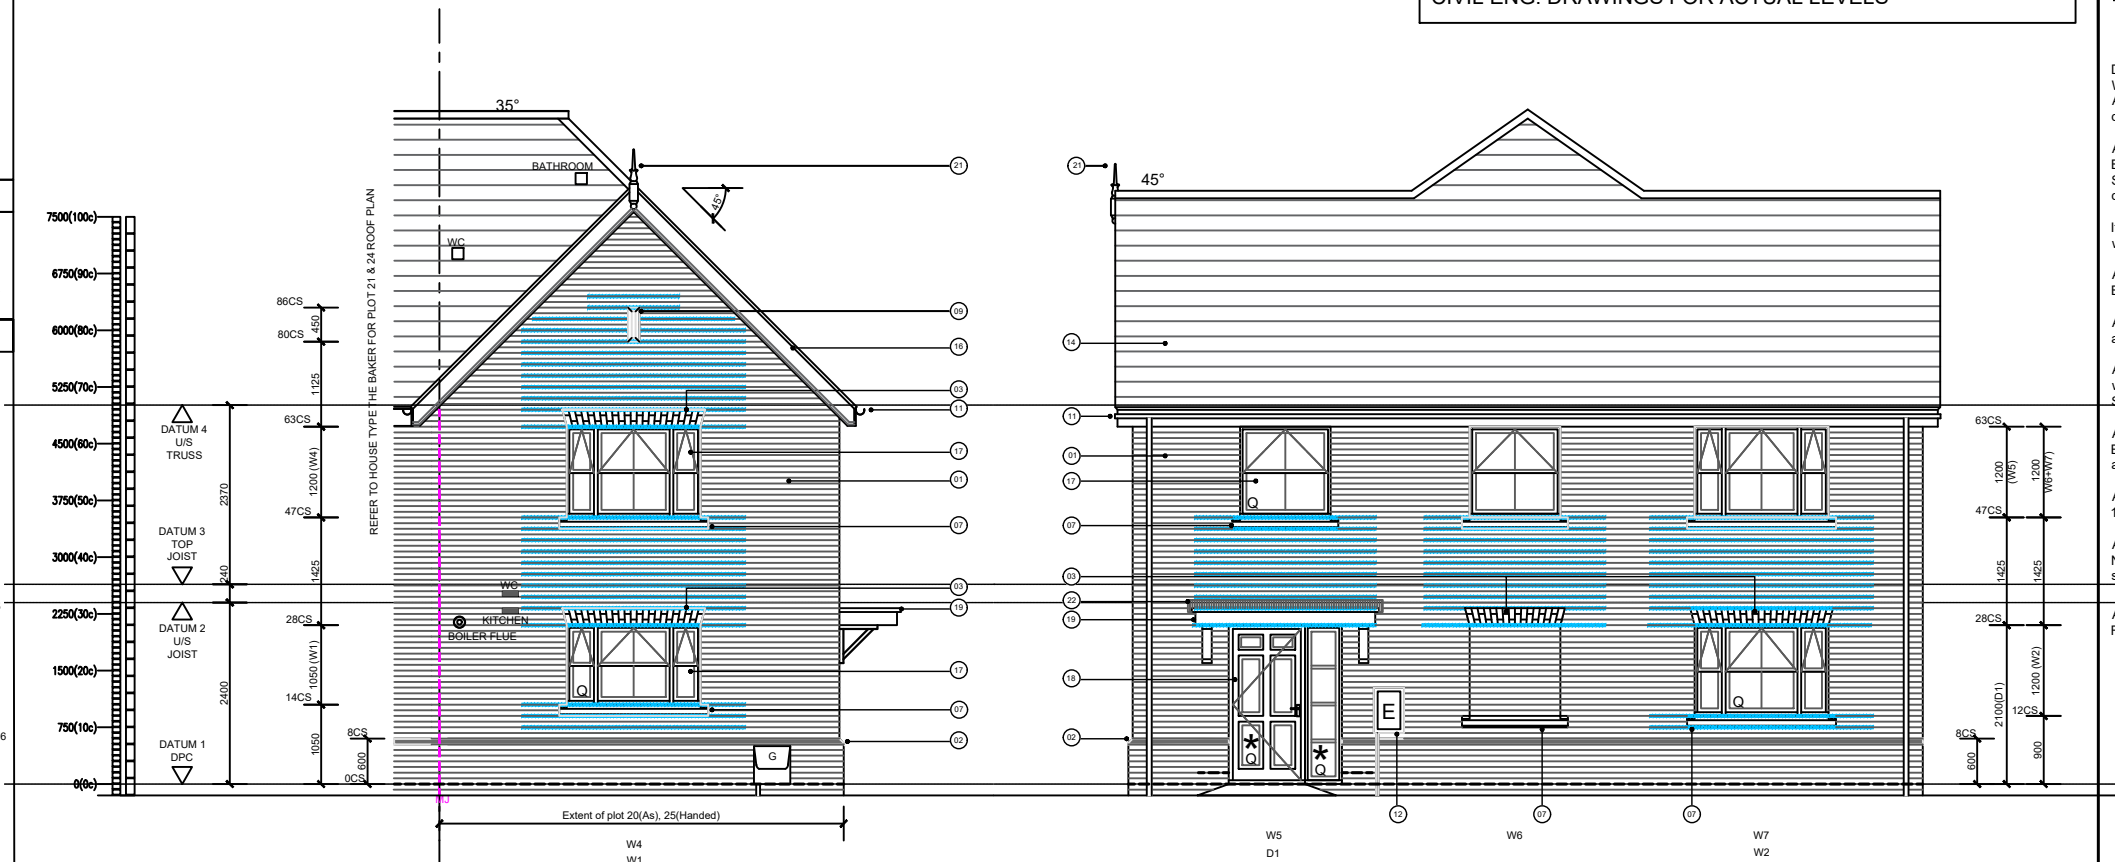 CIVIL ENG. DRAWINGS FOR ACTUAL LEVELS
35°
BATHROOM
WC
45°
21
21
45°
REFER TO HOUSE TYPE THE BAKER FOR PLOT 21 & 24 ROOF PLAN
7500(100c)
6750(90c)
6000(80c)
5250(70c)
4500(60c)
3750(50c)
3000(40c)
2250(30c)
1500(20c)
750(10c)
0(0c)
DATUM 4
U/S
TRUSS
DATUM 3
TOP
JOIST
DATUM 2
U/S
JOIST
DATUM 1
DPC
2370
240
2400
86CS
450
80CS
1125
63CS
1200 (W4)
47CS
1425
28CS
1050 (W1)
14CS
1050
8CS
600
0CS
WC
KITCHEN
BOILER FLUE
Q
G
MJ
Extent of plot 20(As), 25(Handed)
W4
W1
09
16
03
11
17
01
07
03
19
17
07
02
14
11
01
17
07
03
22
19
18
02
Q
Q
Q
Q
E
*
*
12
07
07
W5
D1
W6
W7
W2
63CS
1200
(W5)
1200
W6+W7)
47CS
1425
1425
28CS
2100(D1)
1200 (W2)
12CS
8CS
600
900
6